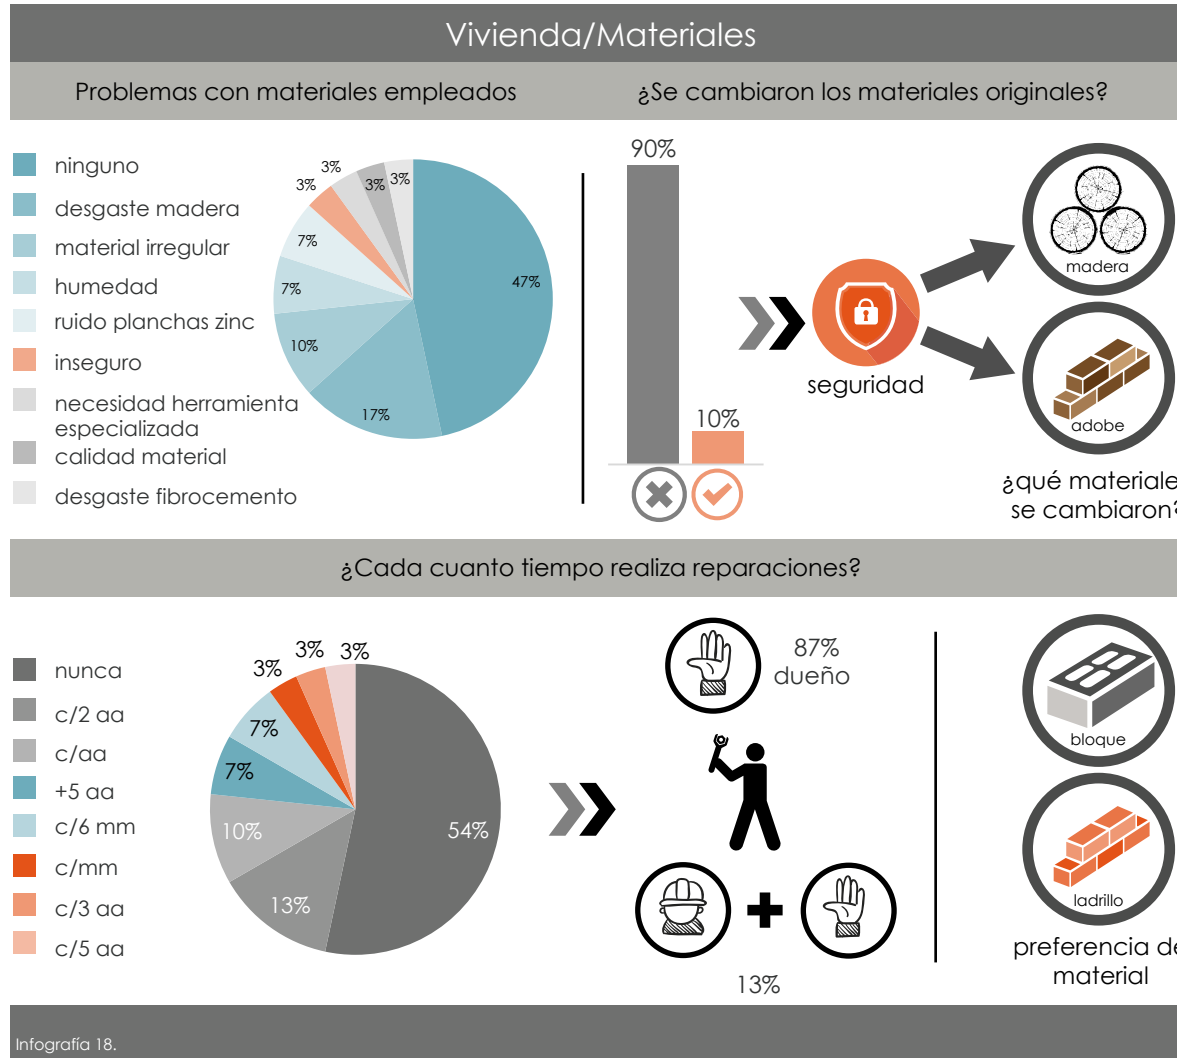 Vivienda/Materiales
Problemas con materiales empleados
¿Se cambiaron los materiales originales?
ninguno
desgaste madera
material irregular
humedad
ruido planchas zinc
inseguro
necesidad herramienta
especializada
calidad material
desgaste fibrocemento
3%
3%
3%
3%
7%
7%
10%
17%
47%
90%
10%
seguridad
madera
adobe
¿qué materiale
se cambiaron?
¿Cada cuanto tiempo realiza reparaciones?
nunca
c/2 aa
c/aa
+5 aa
c/6 mm
c/mm
c/3 aa
c/5 aa
3%
3%
3%
7%
7%
10%
13%
54%
87%
dueño
13%
bloque
ladrillo
preferencia de
material
Infografía 18.